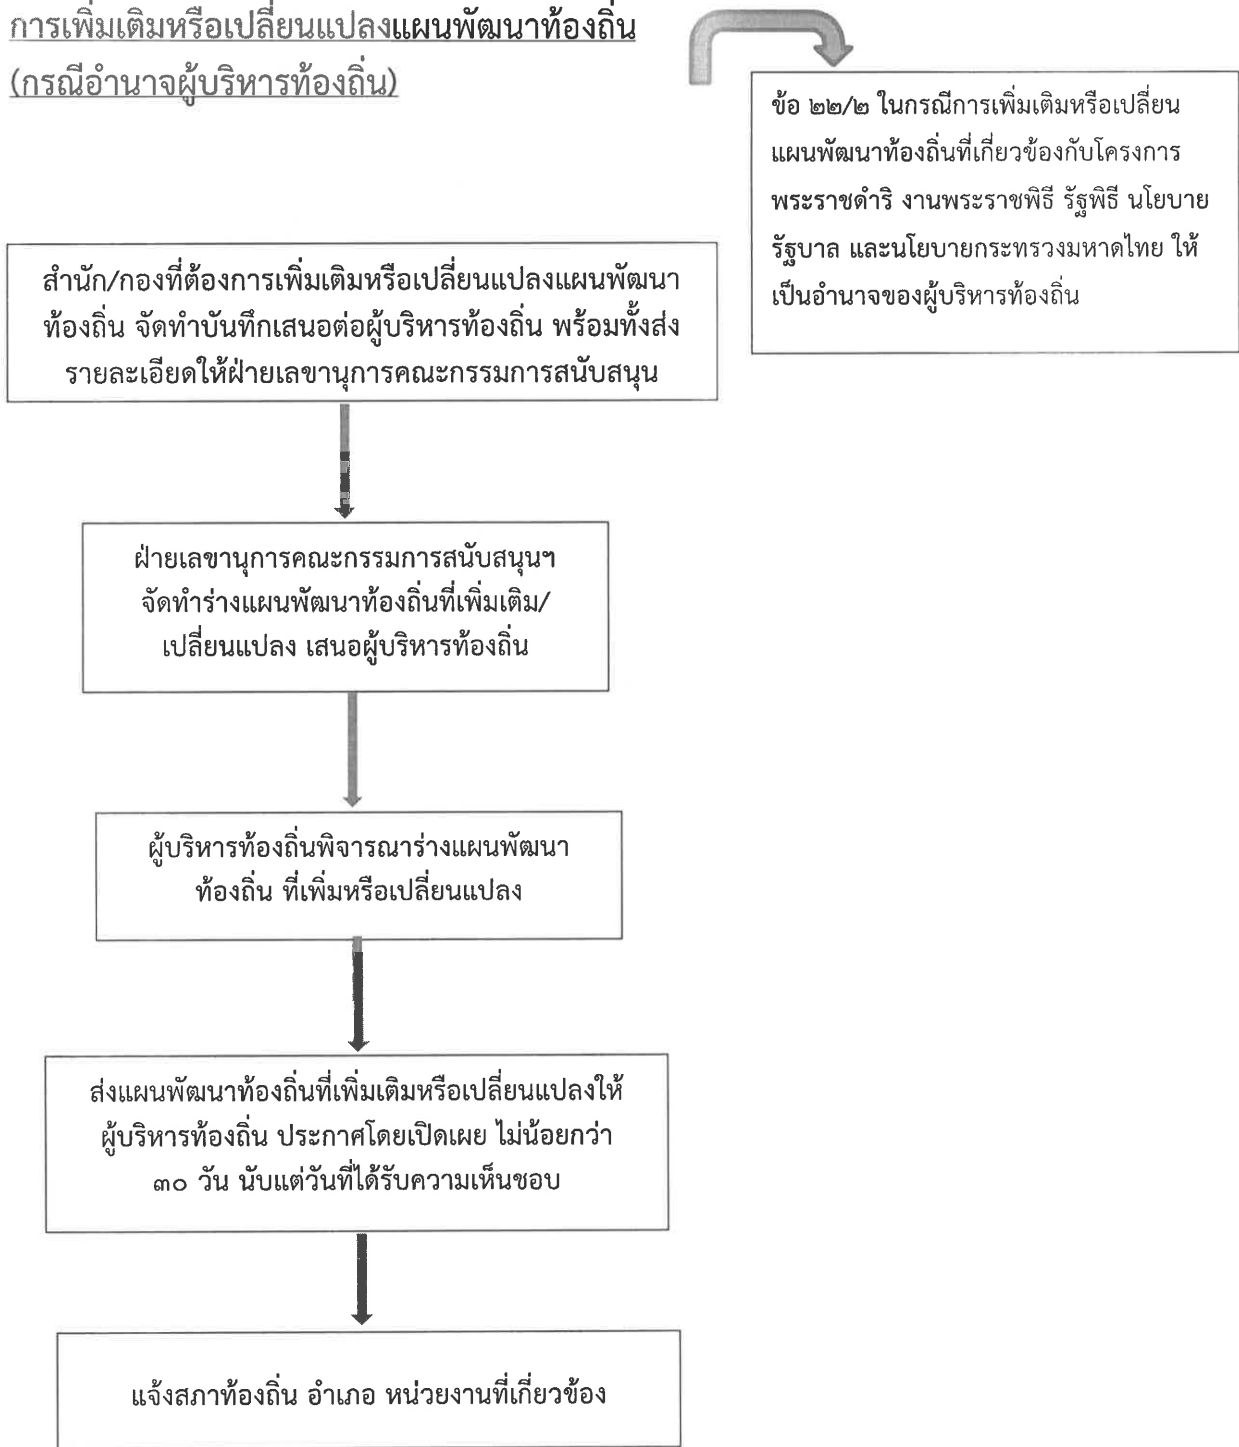 การเพิ่มเติมหรือเปลี่ยนแปลงแผนพัฒนาท้องถิ่น
(กรณีอำนาจผู้บริหารท้องถิ่น)
ข้อ ๒๒/๒ ในกรณีการเพิ่มเติมหรือเปลี่ยน
แผนพัฒนาท้องถิ่นที่เกี่ยวข้องกับโครงการ
พระราชดำริ งานพระราชพิธี รัฐพิธี นโยบาย
รัฐบาล และนโยบายกระทรวงมหาดไทย ให้
เป็นอำนาจของผู้บริหารท้องถิ่น
สำนัก/กองที่ต้องการเพิ่มเติมหรือเปลี่ยนแปลงแผนพัฒนา
ท้องถิ่น จัดทำบันทึกเสนอต่อผู้บริหารท้องถิ่น พร้อมทั้งส่ง
รายละเอียดให้ฝ่ายเลขานุการคณะกรรมการสนับสนุน
ฝ่ายเลขานุการคณะกรรมการสนับสนุนฯ
จัดทำร่างแผนพัฒนาท้องถิ่นที่เพิ่มเติม/
เปลี่ยนแปลง เสนอผู้บริหารท้องถิ่น
ผู้บริหารท้องถิ่นพิจารณาร่างแผนพัฒนา
ท้องถิ่น ที่เพิ่มหรือเปลี่ยนแปลง
ส่งแผนพัฒนาท้องถิ่นที่เพิ่มเติมหรือเปลี่ยนแปลงให้
ผู้บริหารท้องถิ่น ประกาศโดยเปิดเผย ไม่น้อยกว่า
๓๐ วัน นับแต่วันที่ได้รับความเห็นชอบ
แจ้งสภาท้องถิ่น อำเภอ หน่วยงานที่เกี่ยวข้อง